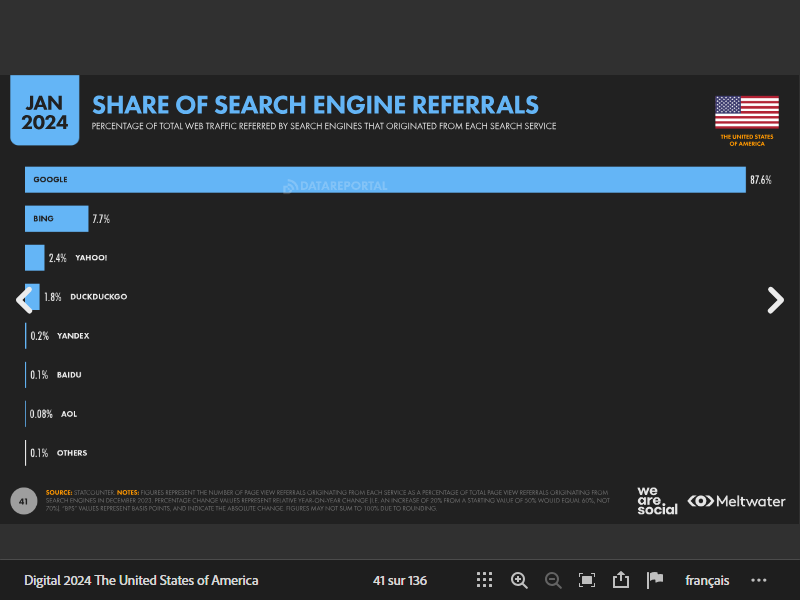 JAN
2024
SHARE OF SEARCH ENGINE REFERRALS
PERCENTAGE OF TOTAL WEB TRAFFIC REFERRED BY SEARCH ENGINES THAT ORIGINATED FROM EACH SEARCH SERVICE
THE UNITED STATES
OF AMERICA
GOOGLE 87.6%
DATAREPORTAL
BING 7.7%
2.4% YAHOO!
1.8% DUCKDUCKGO
0.2% YANDEX
0.1% BAIDU
0.08% AOL
0.1% OTHERS
41
SOURCE: STATCOUNTER. NOTES: FIGURES REPRESENT THE NUMBER OF PAGE VIEW REFERRALS ORIGINATING FROM EACH SERVICE AS A PERCENTAGE OF TOTAL PAGE VIEW REFERRALS ORIGINATING FROM
SEARCH ENGINES IN DECEMBER 2023. PERCENTAGE CHANGE VALUES REPRESENT RELATIVE YEAR-ON-YEAR CHANGE (I.E. AN INCREASE OF 20% FROM A STARTING VALUE OF 50% WOULD EQUAL 60%, NOT
70%). "BPS" VALUES REPRESENT BASIS POINTS, AND INDICATE THE ABSOLUTE CHANGE. FIGURES MAY NOT SUM TO 100% DUE TO ROUNDING.
we
are.
social
Meltwater
Digital 2024 The United States of America 41 sur 136 français